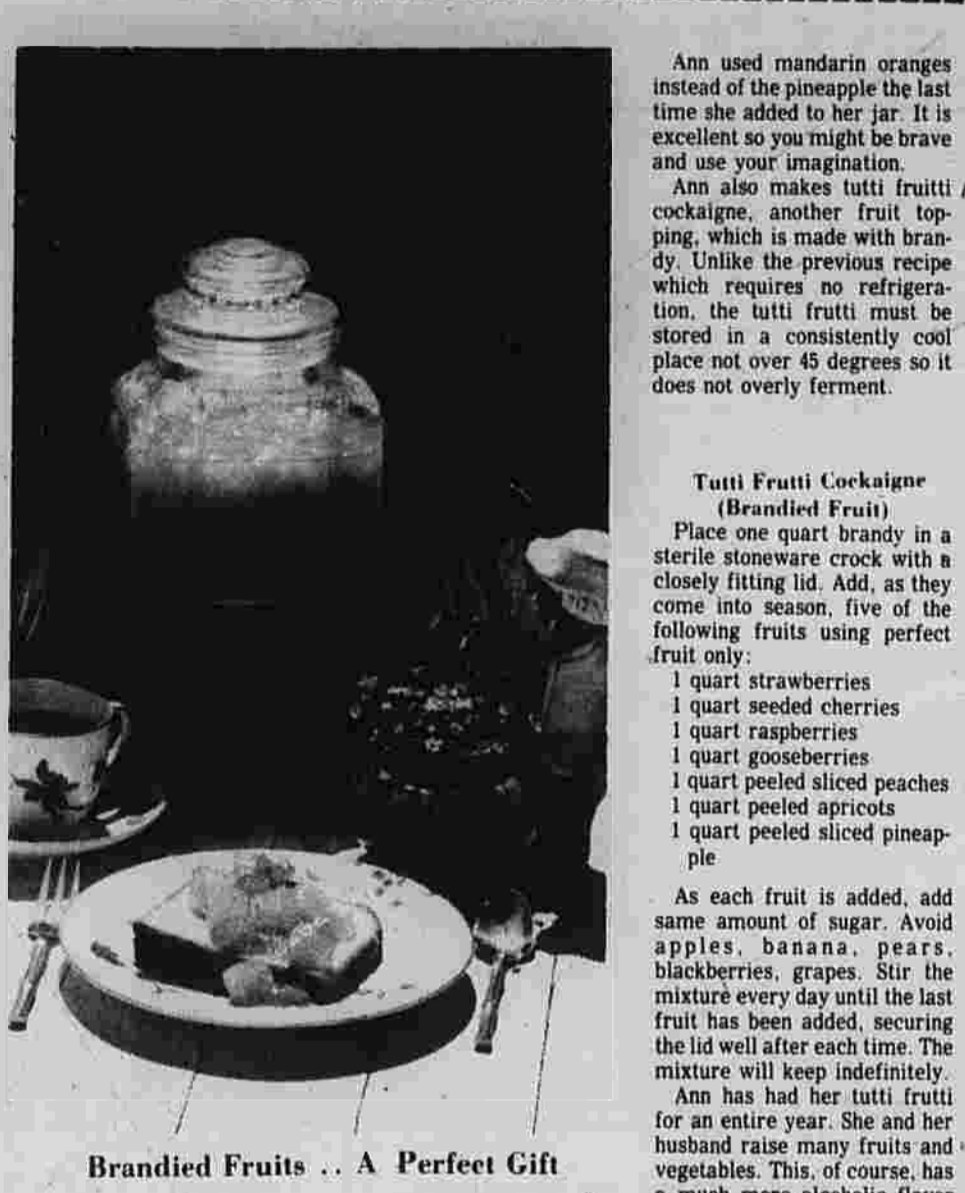 Ann used mandarin oranges
instead of the pineapple the last
time she added to her jar. It is
excellent so you might be brave
and use your imagination.
Ann also makes tutti fruitti
cockaigne, another fruit top-
ping, which is made with bran-
dy. Unlike the previous recipe
which requires no refrigera-
tion, the tutti frutti must be
stored in a consistently cool
place not over 45 degrees so it
does not overly ferment.
Tutti Frutti Cockaigne
(Brandied Fruit)
Place one quart brandy in a
sterile stoneware crock with a
closely fitting lid. Add, as they
come into season, five of the
following fruits using perfect
fruit only:
1 quart strawberries
1 quart seeded cherries
1 quart raspberries
1 quart gooseberries
1 quart peeled sliced peaches
1 quart peeled apricots
1 quart peeled sliced pineap-
ple
As each fruit is added, add
same amount of sugar. Avoid
apples, banana, pears,
blackberries, grapes. Stir the
mixture every day until the last
fruit has been added, securing
the lid well after each time. The
mixture will keep indefinitely.
Ann has had her tutti frutti
for an entire year. She and her
husband raise many fruits and
vegetables. This, of course, has
a much more alcoholic flavor
Brandied Fruits .. A Perfect Gift